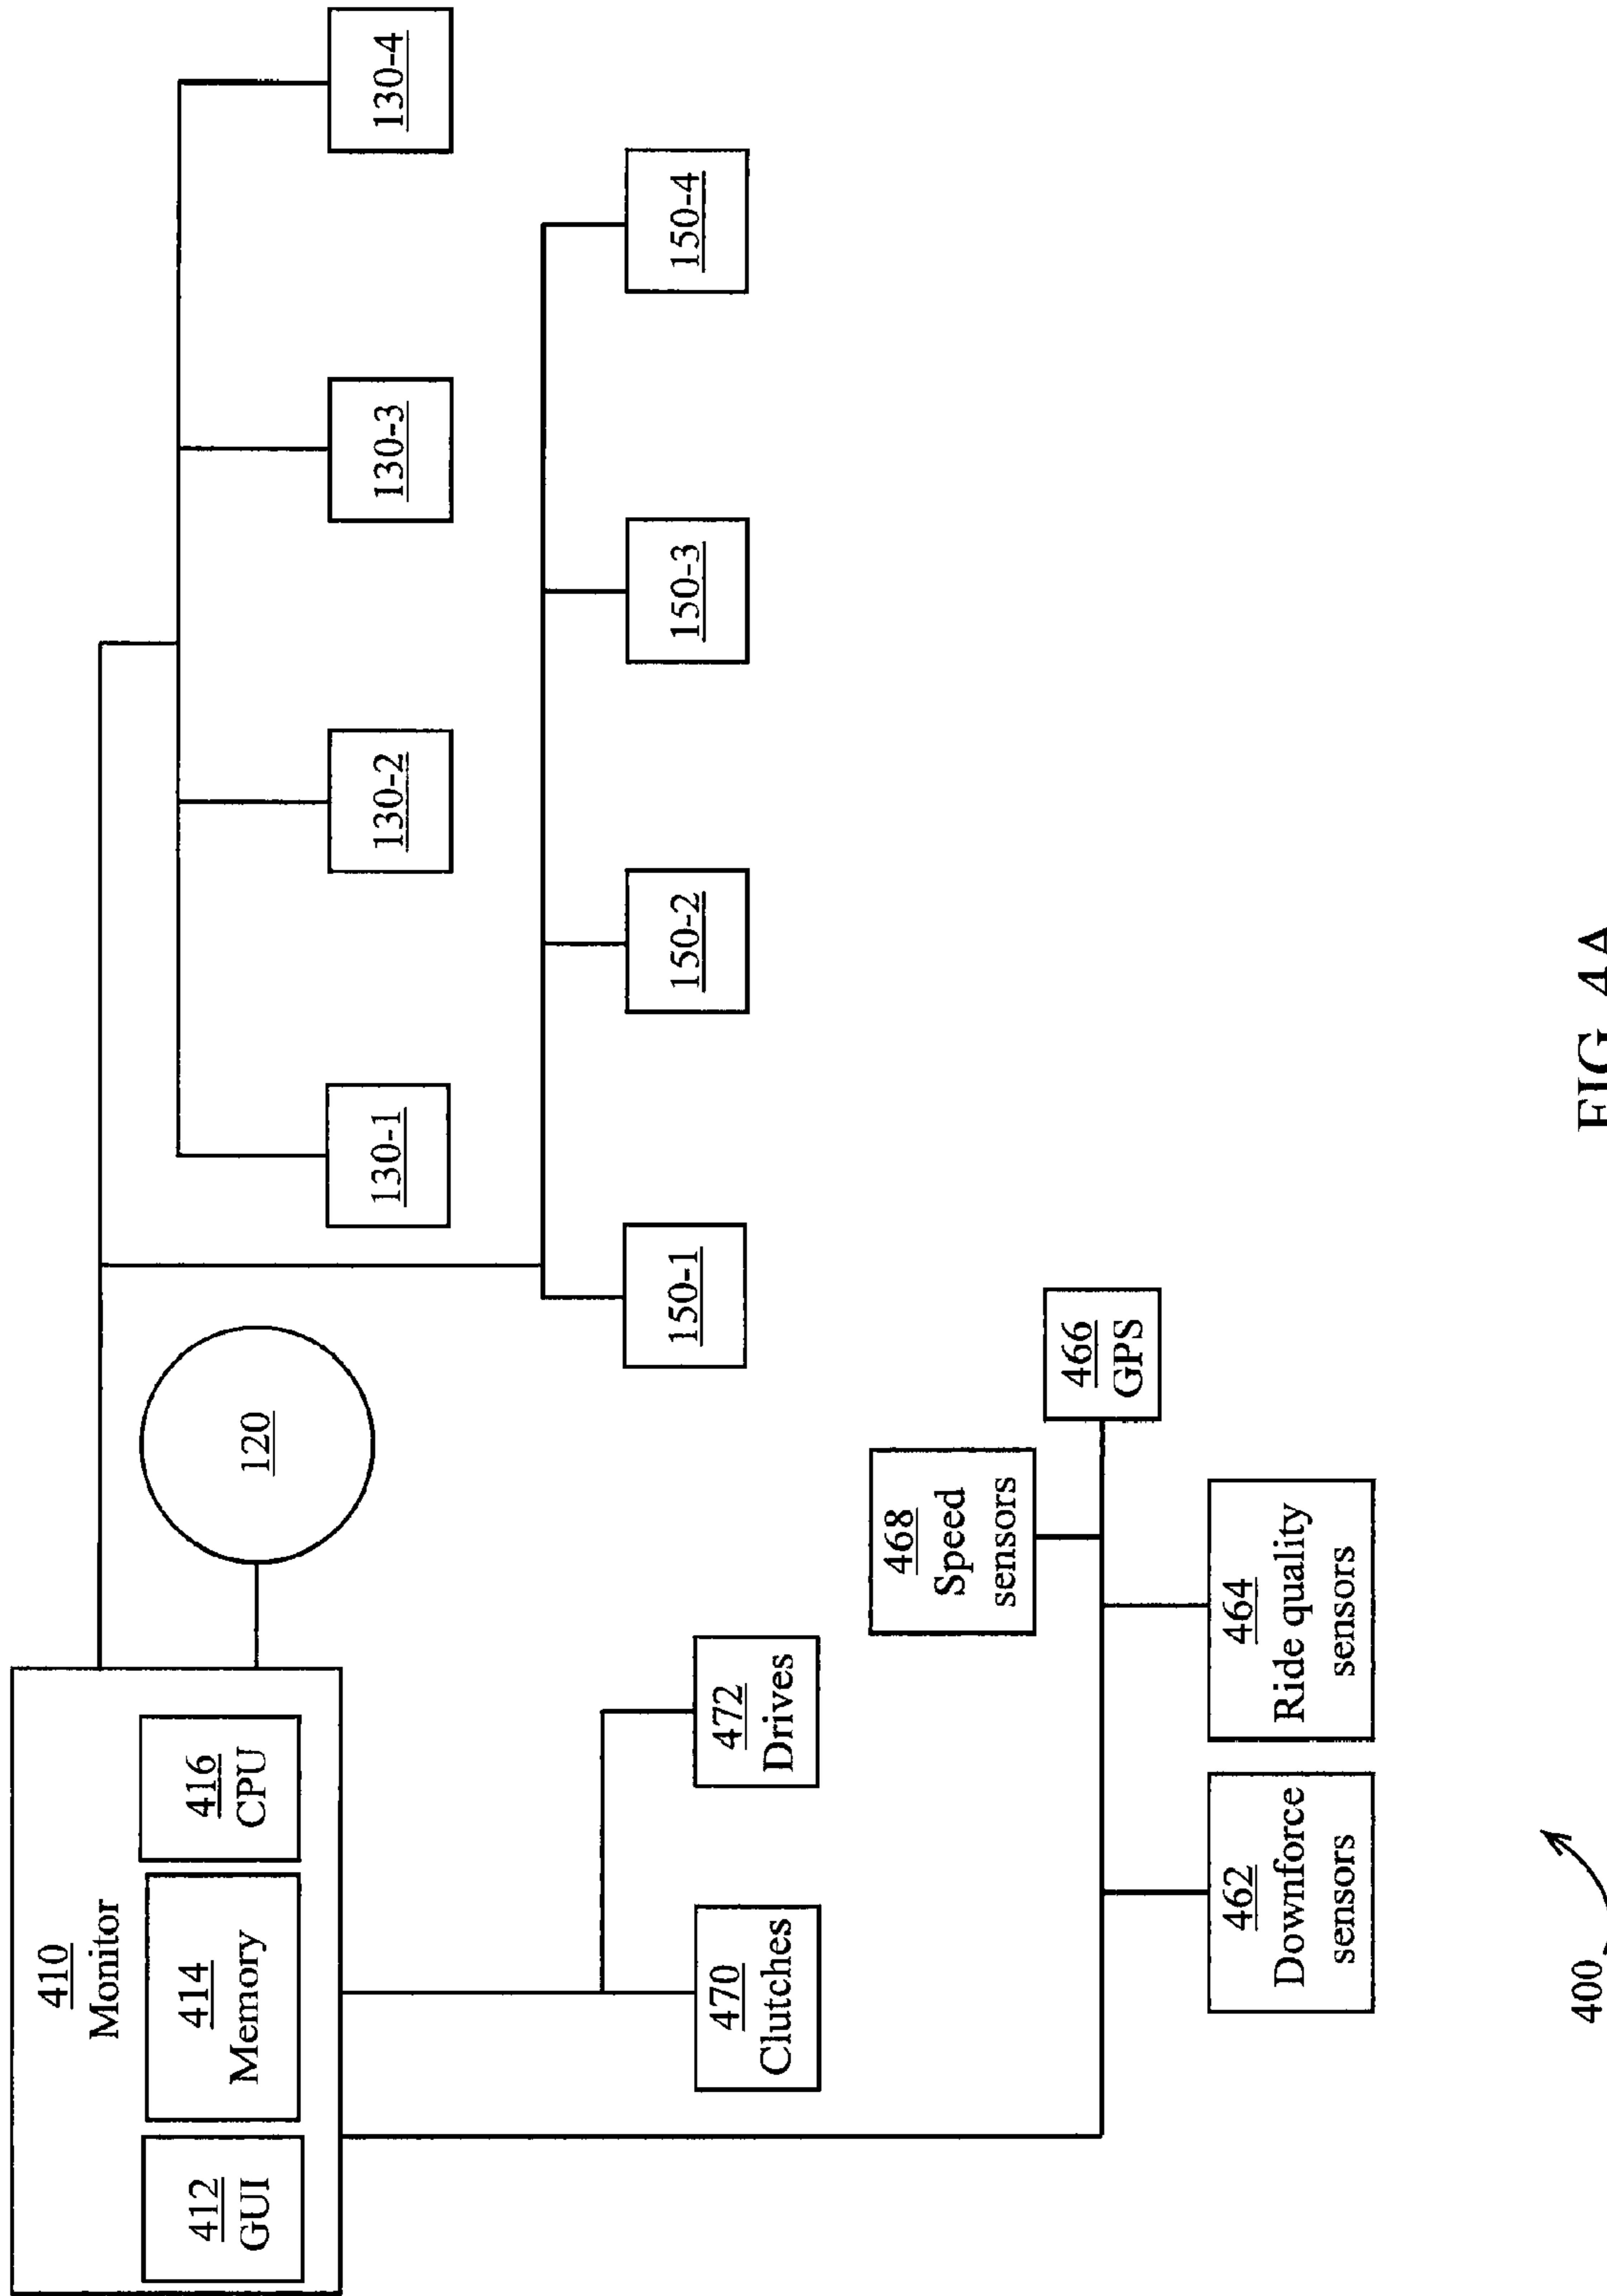 410
Monitor
412
GUI
414
Memory
416
CPU
120
130-1
130-2
130-3
130-4
150-1
150-2
150-3
150-4
470
Clutches
472
Drives
468
Speed
sensors
466
GPS
462
Downforce
sensors
464
Ride quality
sensors
400
FIG. 4A